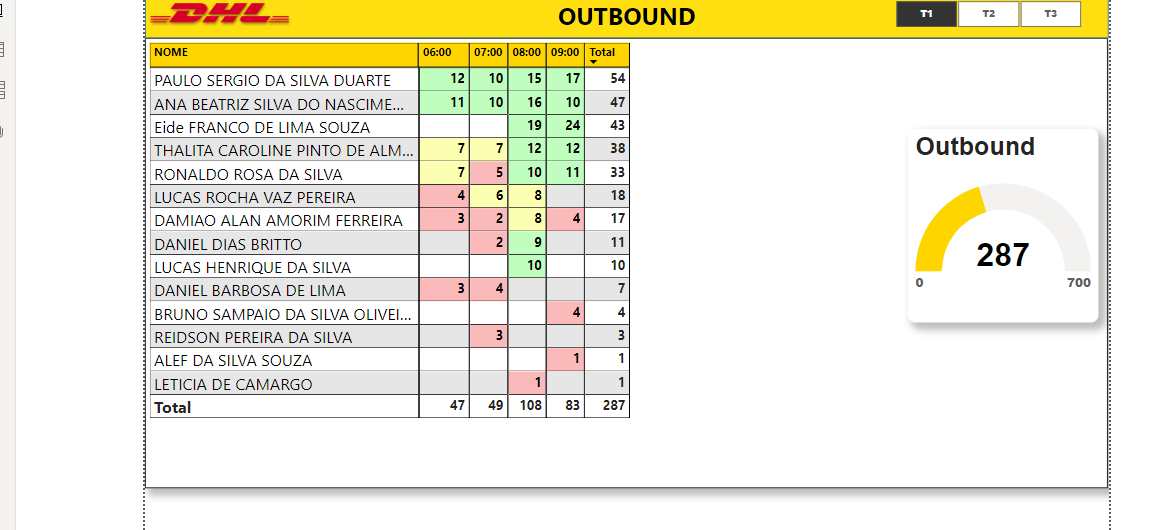 DHL
OUTBOUND
T1 T2 T3
NOME 06:00 07:00 08:00 09:00 Total
PAULO SERGIO DA SILVA DUARTE 12 10 15 17 54
ANA BEATRIZ SILVA DO NASCIME... 11 10 16 10 47
Eide FRANCO DE LIMA SOUZA 19 24 43
THALITA CAROLINE PINTO DE ALM... 7 7 12 12 38
RONALDO ROSA DA SILVA 7 5 10 11 33
LUCAS ROCHA VAZ PEREIRA 4 6 8 18
DAMIAO ALAN AMORIM FERREIRA 3 2 8 4 17
DANIEL DIAS BRITTO 2 9 11
LUCAS HENRIQUE DA SILVA 10 10
DANIEL BARBOSA DE LIMA 3 4 7
BRUNO SAMPAIO DA SILVA OLIVEI... 4 4
REIDSON PEREIRA DA SILVA 3 3
ALEF DA SILVA SOUZA 1 1
LETICIA DE CAMARGO 1 1
Total 47 49 108 83 287
Outbound
287
0 700